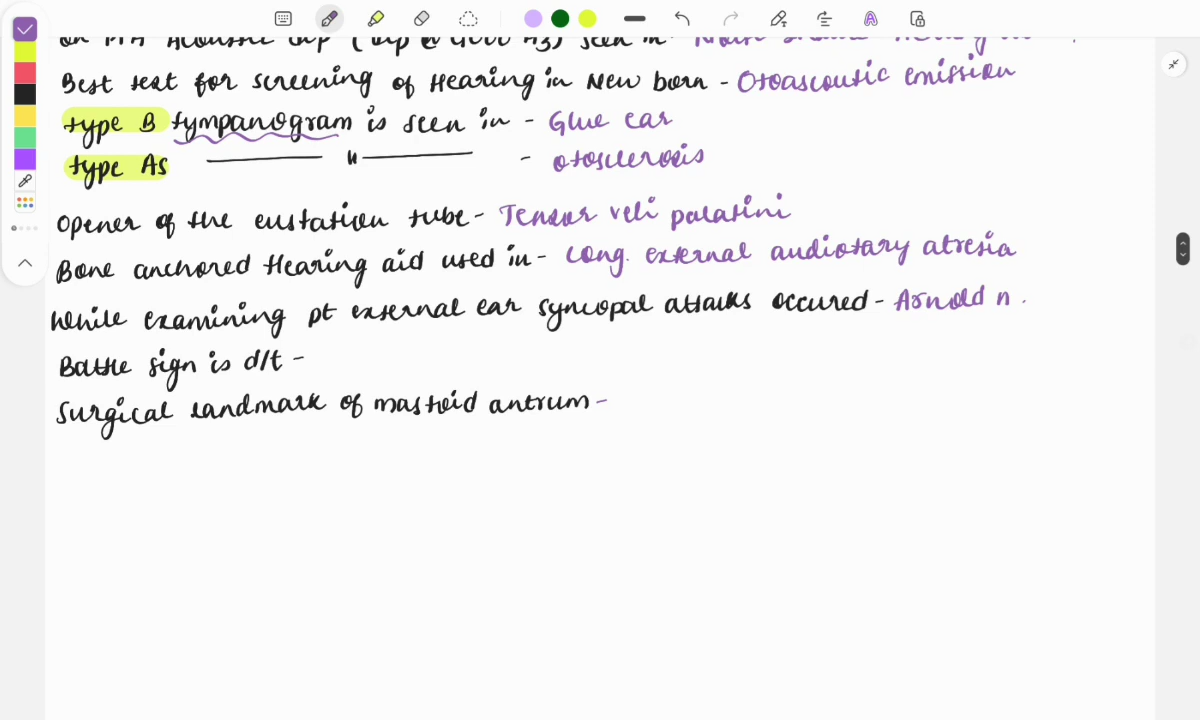 Best test for screening of Hearing in New born - Otoascoutic emission
type B tympanogram is seen in - Glue ear
type As —— " —— - otosclerosis
Opener of the eustation tube - Tensor veli palatini
Bone anchored Hearing aid used in - Cong. external audiotary atresia
While examining pt external ear syncopal attacks occured - Arnold n.
Battle sign is d/t -
Surgical landmark of mastoid antrum -